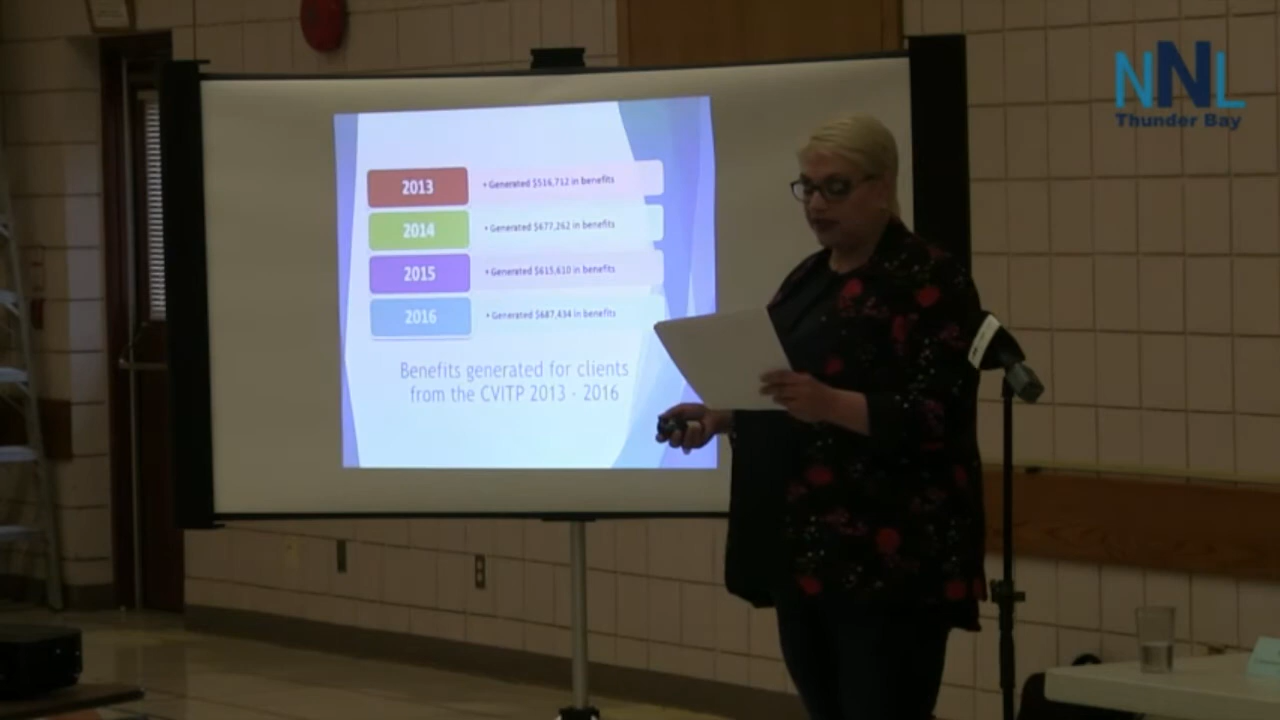 NNL
Thunder Bay
2013
• Generated $516,712 in benefits
2014
• Generated $677,262 in benefits
2015
• Generated $615,610 in benefits
2016
• Generated $687,434 in benefits
Benefits generated for clients
from the CVITP 2013 - 2016